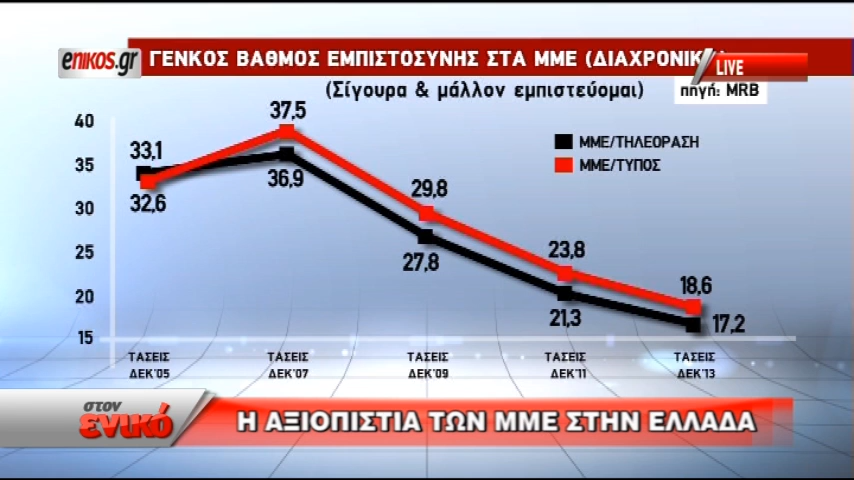 enikos.gr
ΓΕΝΚΟΣ ΒΑΘΜΟΣ ΕΜΠΙΣΤΟΣΥΝΗΣ ΣΤΑ ΜΜΕ
LIVE
(Σίγουρα & μάλλον εμπιστεύομαι)
πηγή: MRB
40
35
30
25
20
15
33,1
32,6
37,5
36,9
29,8
27,8
23,8
21,3
18,6
17,2
ΜΜΕ/ΤΗΛΕΟΡΑΣΗ
ΜΜΕ/ΤΥΠΟΣ
ΤΑΣΕΙΣ
ΔΕΚ'05
ΤΑΣΕΙΣ
ΔΕΚ'07
ΤΑΣΕΙΣ
ΔΕΚ'09
ΤΑΣΕΙΣ
ΔΕΚ'11
ΤΑΣΕΙΣ
ΔΕΚ'13
στον
ενικό
Η ΑΞΙΟΠΙΣΤΙΑ ΤΩΝ ΜΜΕ ΣΤΗΝ ΕΛΛΑΔΑ